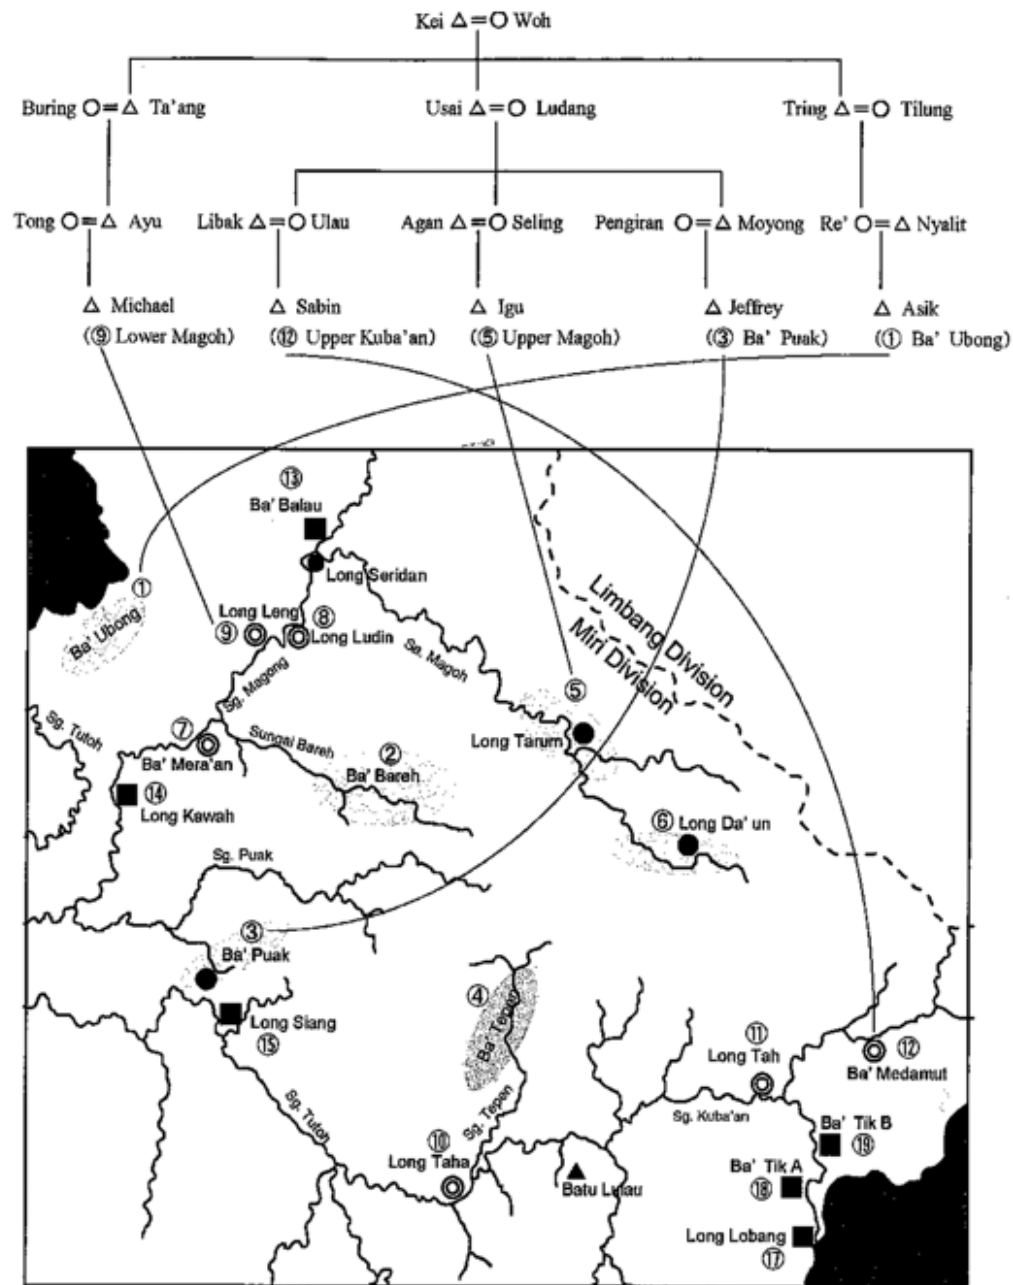 Kei △=○ Woh
Buring ○=△ Ta'ang
Usai △=○ Ludang
Tring △=○ Tilung
Tong ○=△ Ayu
Libak △=○ Ulau
Agan △=○ Seling
Pengiran ○=△ Moyong
Re' ○=△ Nyalit
△ Michael
(⑨ Lower Magoh)
△ Sabin
(⑫ Upper Kuba'an)
△ Igu
(⑤ Upper Magoh)
△ Jeffrey
(③ Ba' Puak)
△ Asik
(① Ba' Ubong)
⑬
Ba' Balau
Long Seridan
①
Ba' Ubong
Long Leng
⑨
⑧
Long Ludin
Sg. Magong
Sa. Magoh
Limbang Division
Miri Division
⑤
Long Tarum
Sg. Tutoh
⑦
Ba' Mera'an
Sungai Bareh
②
Ba' Bareh
⑭
Long Kawah
⑥ Long Da'un
Sg. Puak
③
Ba' Puak
④
Ba' Tepen
Long Siang
⑮
⑪
Long Tah
⑫
Ba' Medamut
Sg. Tutoh
Sg. Tepen
Sg. Kuba'an
⑩
Long Taha
Batu Lulau
Ba' Tik B
⑲
Ba' Tik A
⑱
Long Lobang
⑰